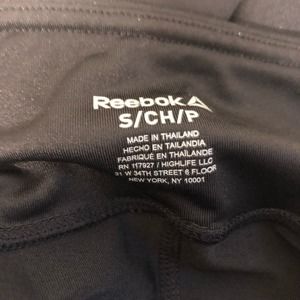 Reebok
S/CH/P
MADE IN THAILAND
HECHO EN TAILANDIA
FABRIQUÉ EN THAÏLANDE
RN 117927 / HIGHLIFE LLC
31 W 34TH STREET 6 FLOOR
NEW YORK, NY 10001